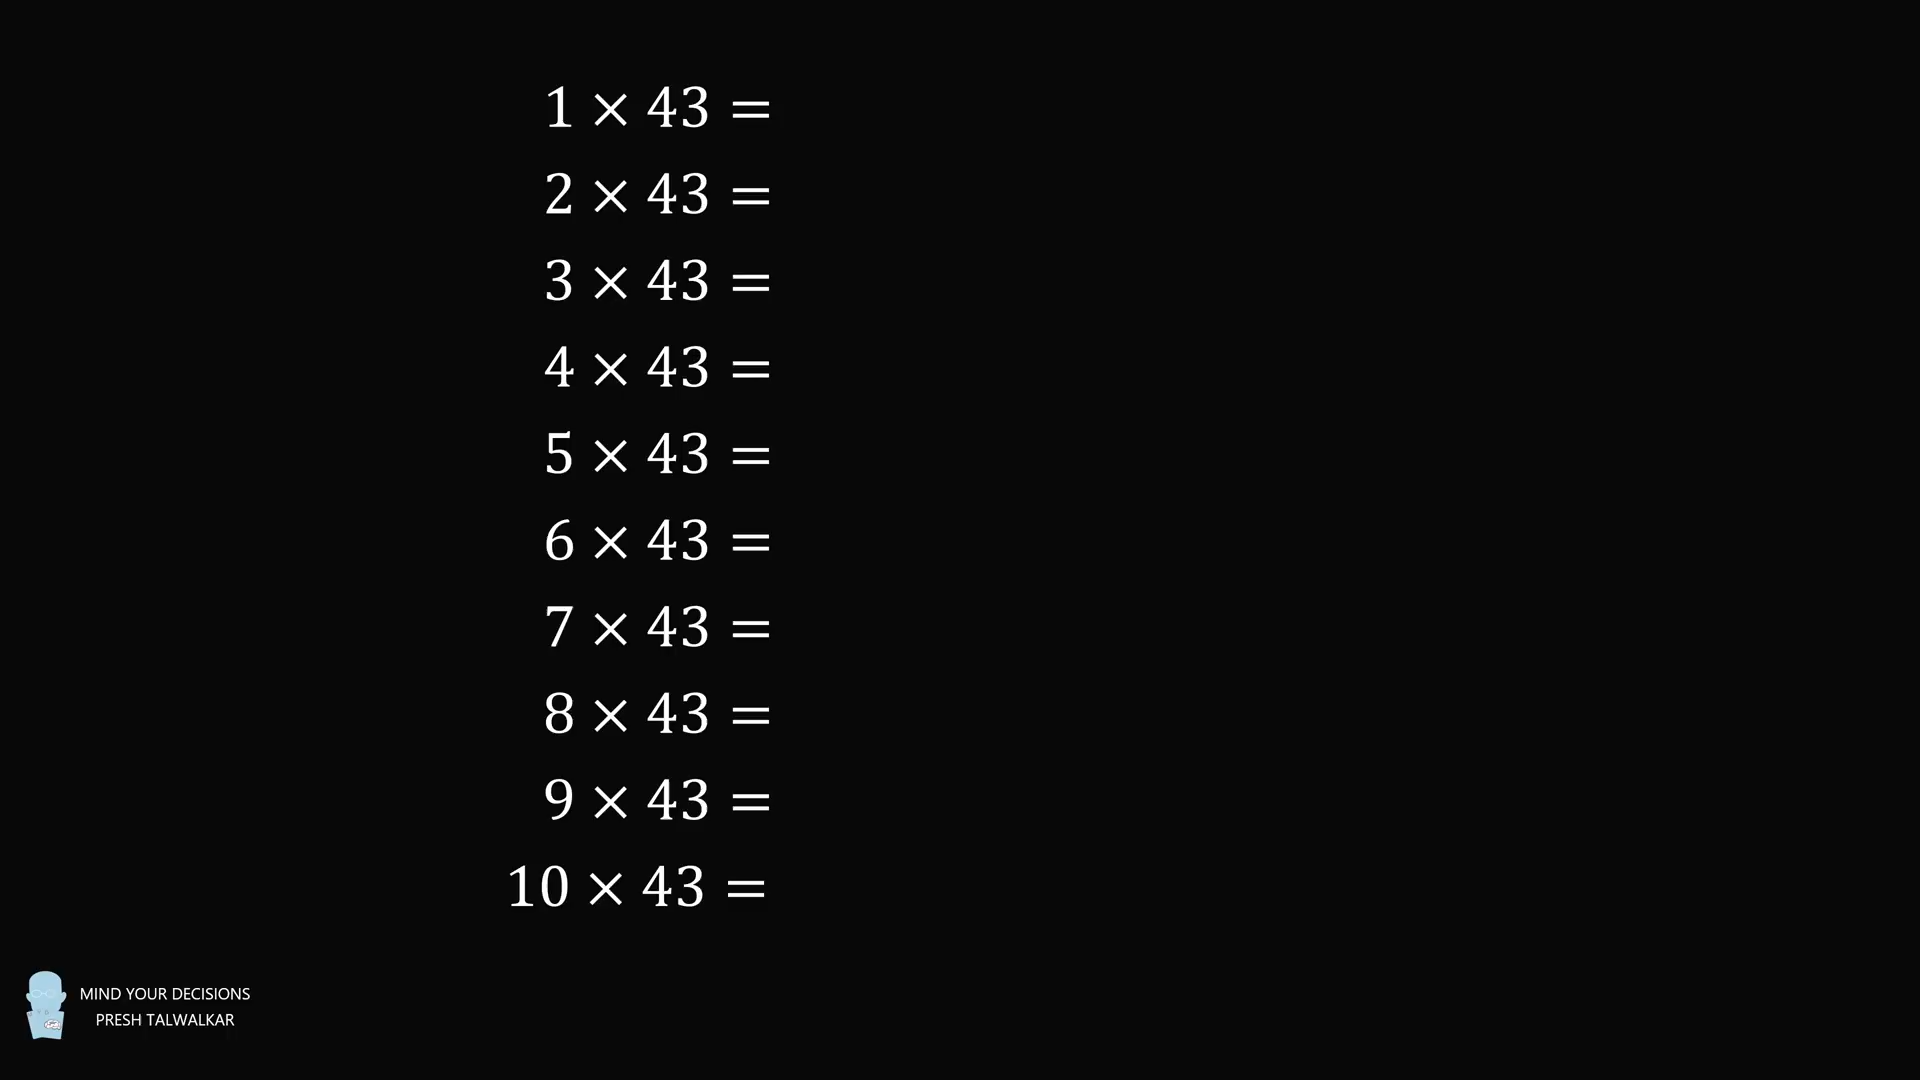 1 × 43 =
2 × 43 =
3 × 43 =
4 × 43 =
5 × 43 =
6 × 43 =
7 × 43 =
8 × 43 =
9 × 43 =
10 × 43 =
MIND YOUR DECISIONS
PRESH TALWALKAR